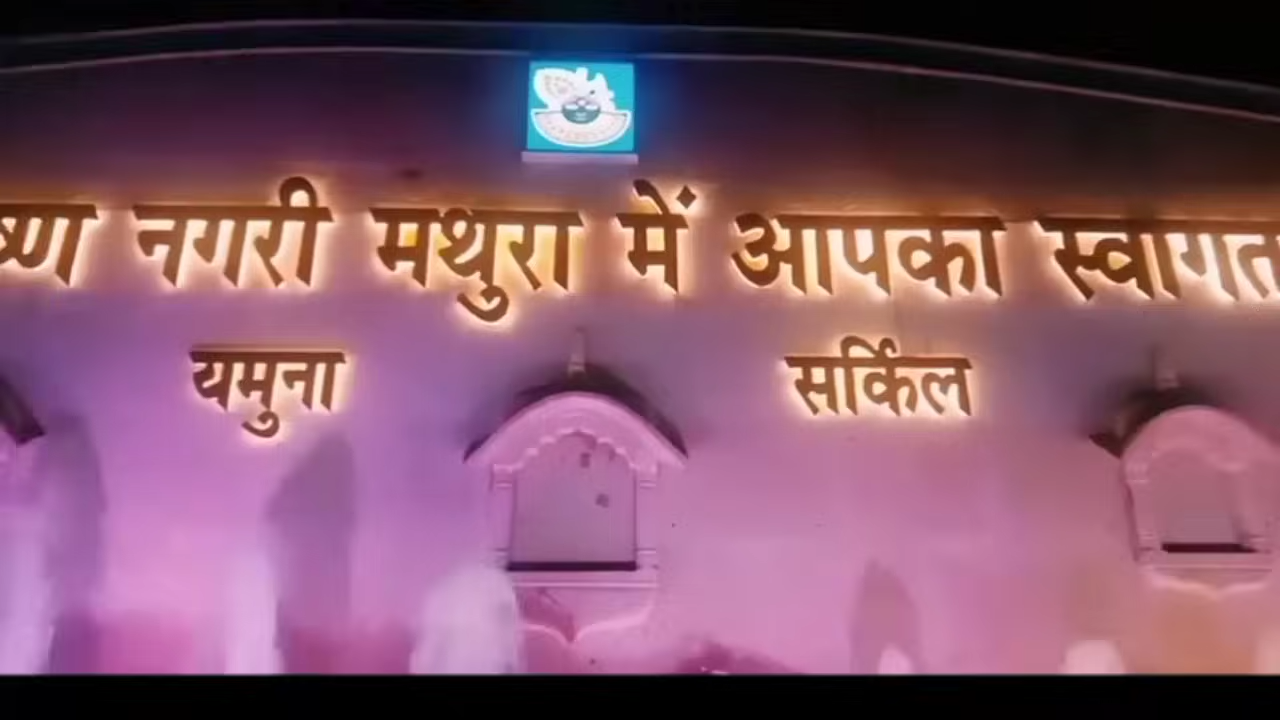 ष्ण नगरी मथुरा में आपका स्वागत
यमुना सर्किल